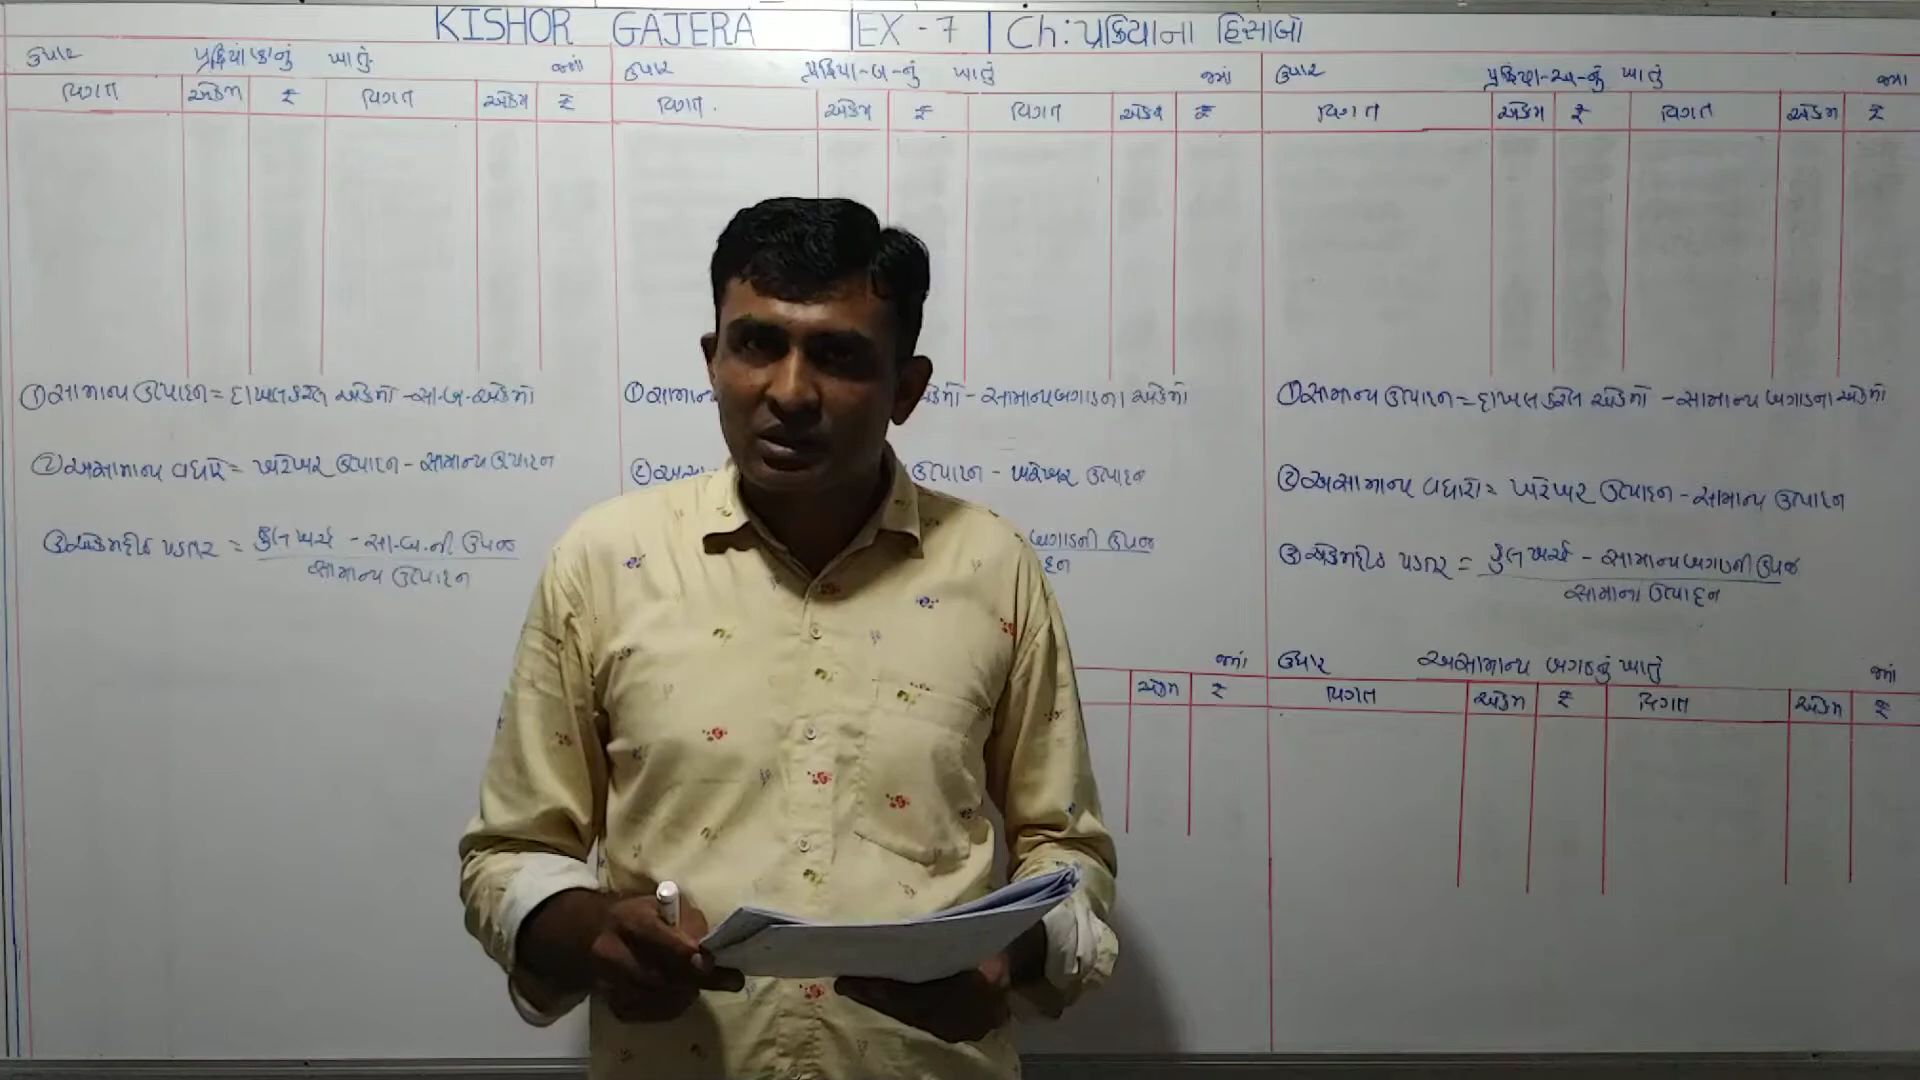 KISHOR GAJERA | EX - 7 | Ch: પ્રક્રિયાના હિસાબો
ઉધાર પ્રક્રિયા ક નું ખાતું જમા
વિગત એકમ ₹ વિગત એકમ ₹
① સામાન્ય ઉત્પાદન = દાખલ કરેલ એકમો - સા.બ. એકમો
② અસામાન્ય વધારો = ખરેખર ઉત્પાદન - સામાન્ય ઉત્પાદન
③ એકમદીઠ પડતર = કુલ ખર્ચ - સા.બ.ની ઉપજ
સામાન્ય ઉત્પાદન
ઉધાર પ્રક્રિયા-બ-નું ખાતું જમા
વિગત. એકમ ₹ વિગત એકમ ₹
- સામાન્ય બગાડના એકમો
ઉત્પાદન - ખરેખર ઉત્પાદન
બગાડની ઉપજ
જમા
એકમ ₹
ઉધાર પ્રક્રિયા-અ-નું ખાતું જમા
વિગત એકમ ₹ વિગત એકમ ₹
① સામાન્ય ઉત્પાદન = દાખલ કરેલ એકમો - સામાન્ય બગાડના એકમો
② અસામાન્ય વધારો = ખરેખર ઉત્પાદન - સામાન્ય ઉત્પાદન
③ એકમદીઠ પડતર = કુલ ખર્ચ - સામાન્ય બગાડની ઉપજ
સામાન્ય ઉત્પાદન
ઉધાર અસામાન્ય બગાડનું ખાતું જમા
વિગત એકમ ₹ વિગત એકમ ₹